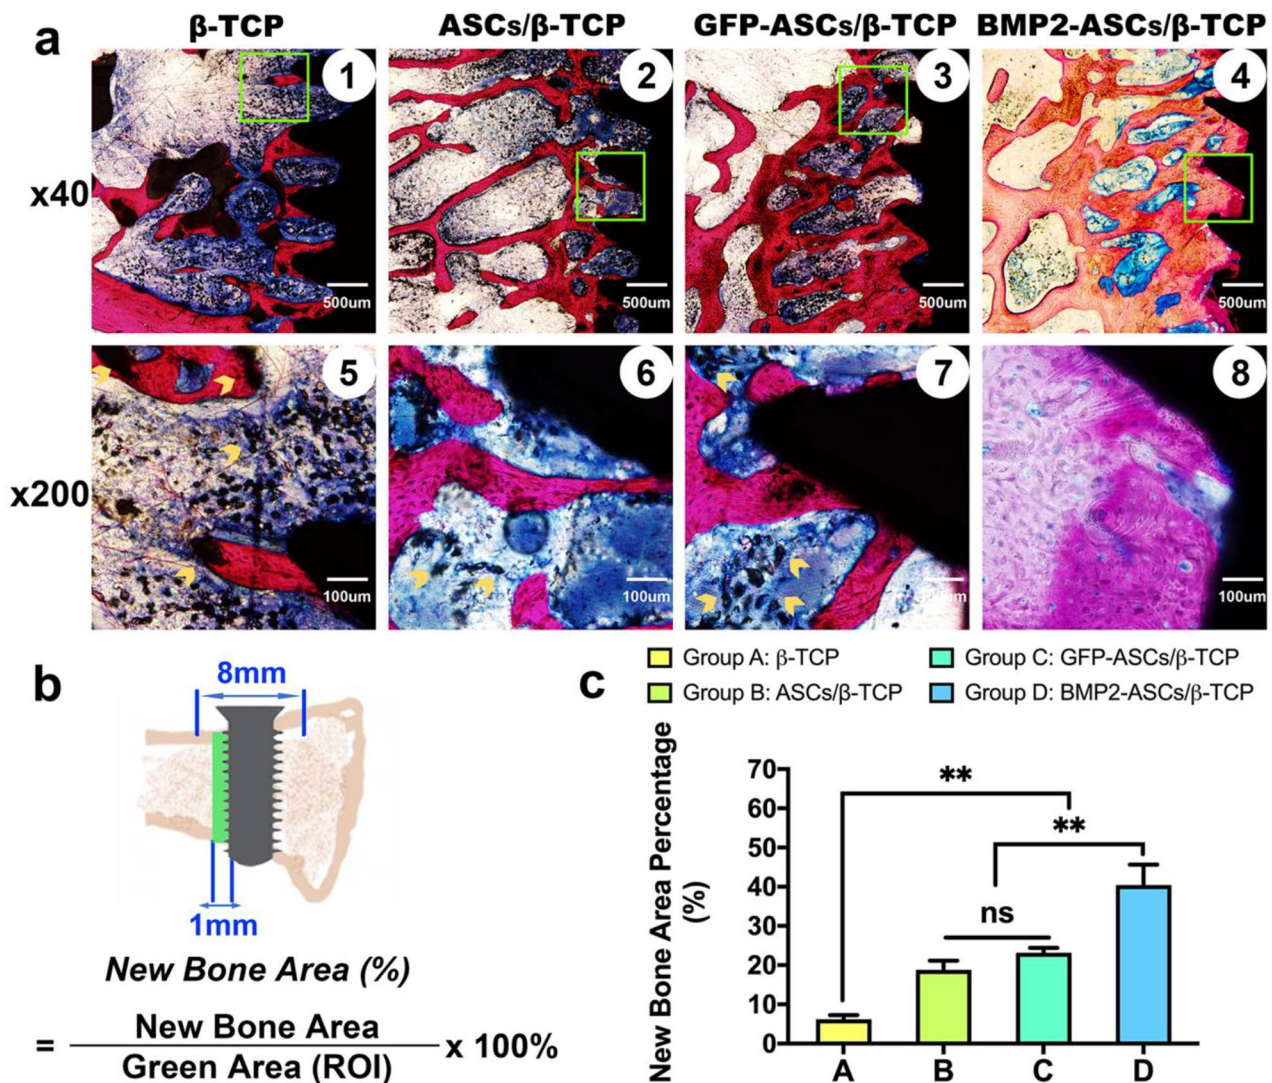 a
β-TCP
ASCs/β-TCP
GFP-ASCs/β-TCP
BMP2-ASCs/β-TCP
x40
1
2
3
4
500um
500um
500um
500um
x200
5
6
7
8
100um
100um
100um
100um
b
8mm
1mm
New Bone Area (%)
= New Bone Area
Green Area (ROI)
x 100%
c
Group A: β-TCP
Group B: ASCs/β-TCP
Group C: GFP-ASCs/β-TCP
Group D: BMP2-ASCs/β-TCP
New Bone Area Percentage
(%)
70
60
50
40
30
20
10
0
**
**
ns
A
B
C
D